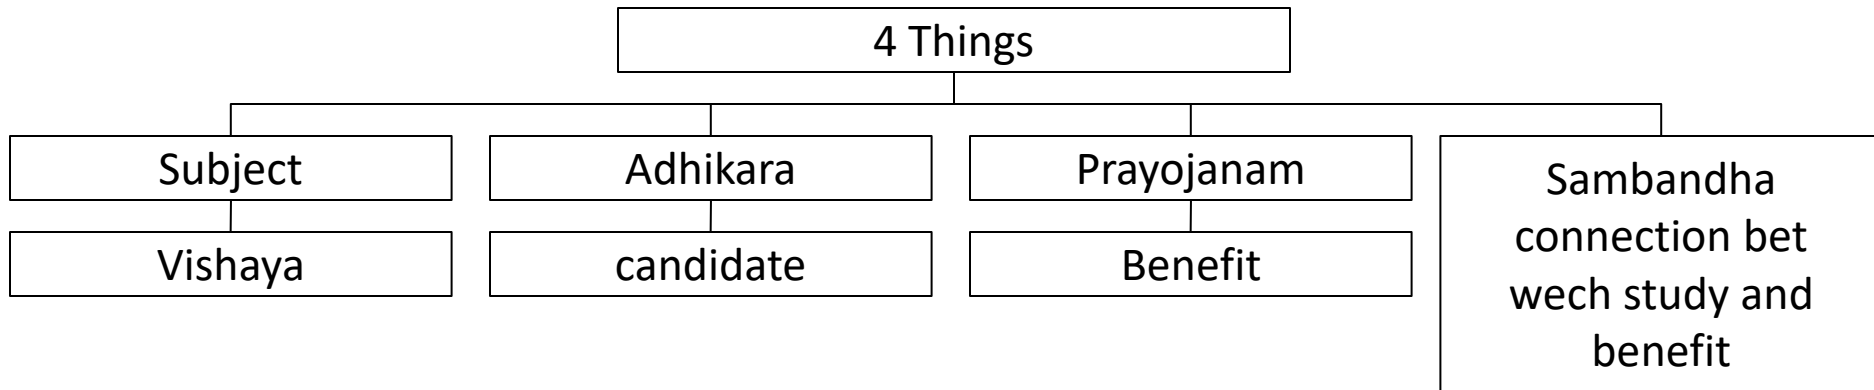 4 Things
Subject
Vishaya
Adhikara
candidate
Prayojanam
Benefit
Sambandha
connection bet
wech study and
benefit